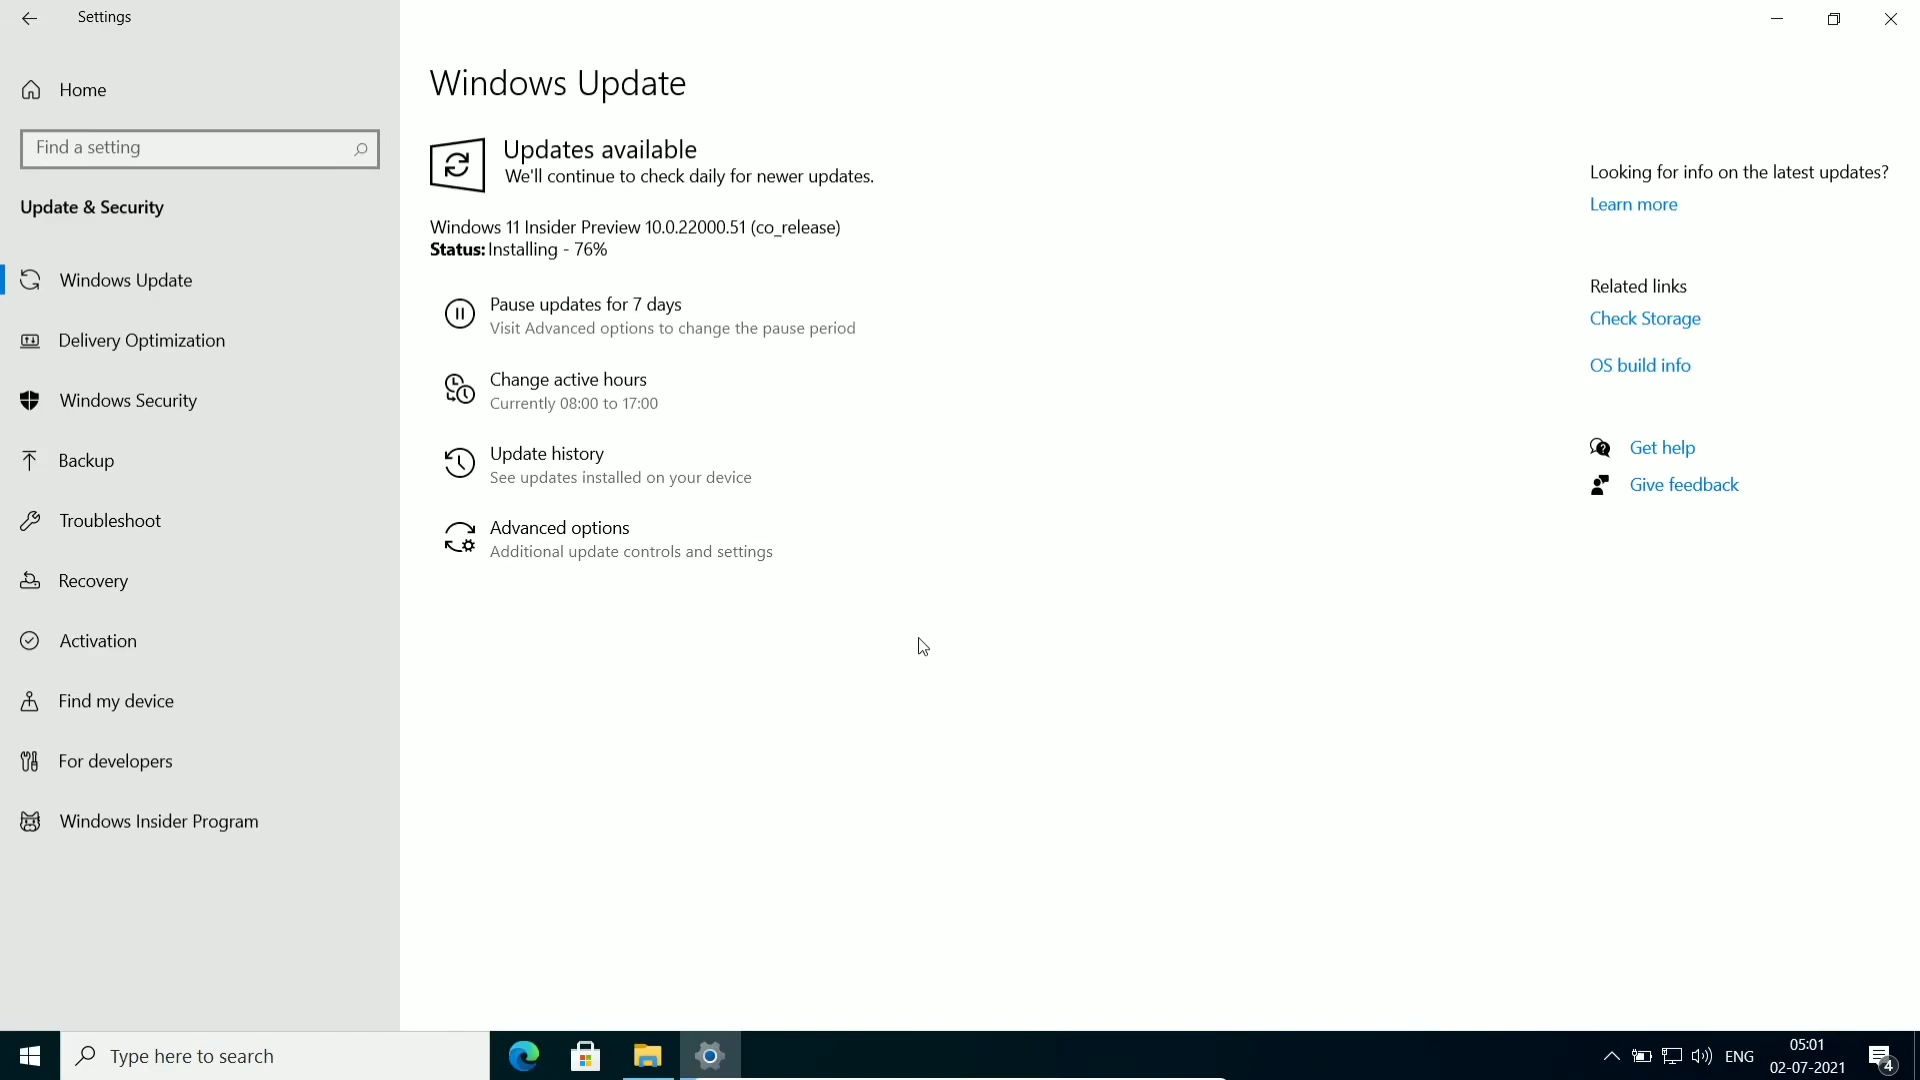 Settings
Home
Find a setting
Update & Security
Windows Update
Delivery Optimization
Windows Security
Backup
Troubleshoot
Recovery
Activation
Find my device
For developers
Windows Insider Program
Windows Update
Updates available
We'll continue to check daily for newer updates.
Windows 11 Insider Preview 10.0.22000.51 (co_release)
Status: Installing - 76%
Pause updates for 7 days
Visit Advanced options to change the pause period
Change active hours
Currently 08:00 to 17:00
Update history
See updates installed on your device
Advanced options
Additional update controls and settings
Looking for info on the latest updates?
Learn more
Related links
Check Storage
OS build info
Get help
Give feedback
Type here to search
ENG
05:01
02-07-2021
4